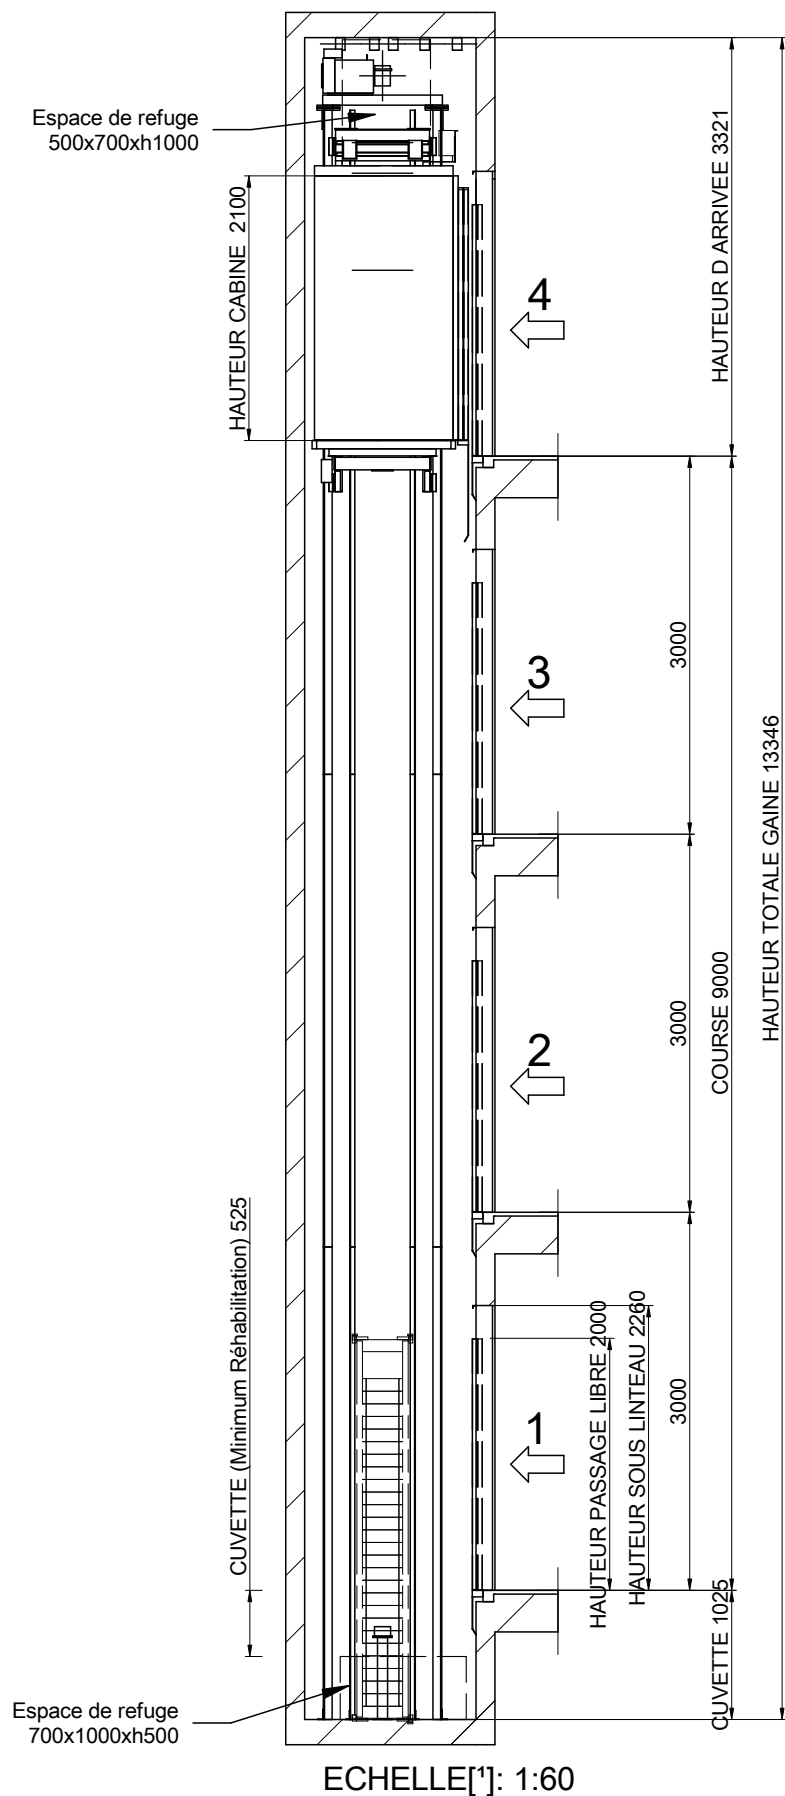 Espace de refuge
500x700xh1000
HAUTEUR CABINE 2100
4
HAUTEUR D ARRIVEE 3321
3
3000
HAUTEUR TOTALE GAINE 13346
2
3000
COURSE 9000
CUVETTE (Minimum Réhabilitation) 525
1
HAUTEUR PASSAGE LIBRE 2000
HAUTEUR SOUS LINTEAU 2260
3000
CUVETTE 1025
Espace de refuge
700x1000xh500
ECHELLE[¹]: 1:60